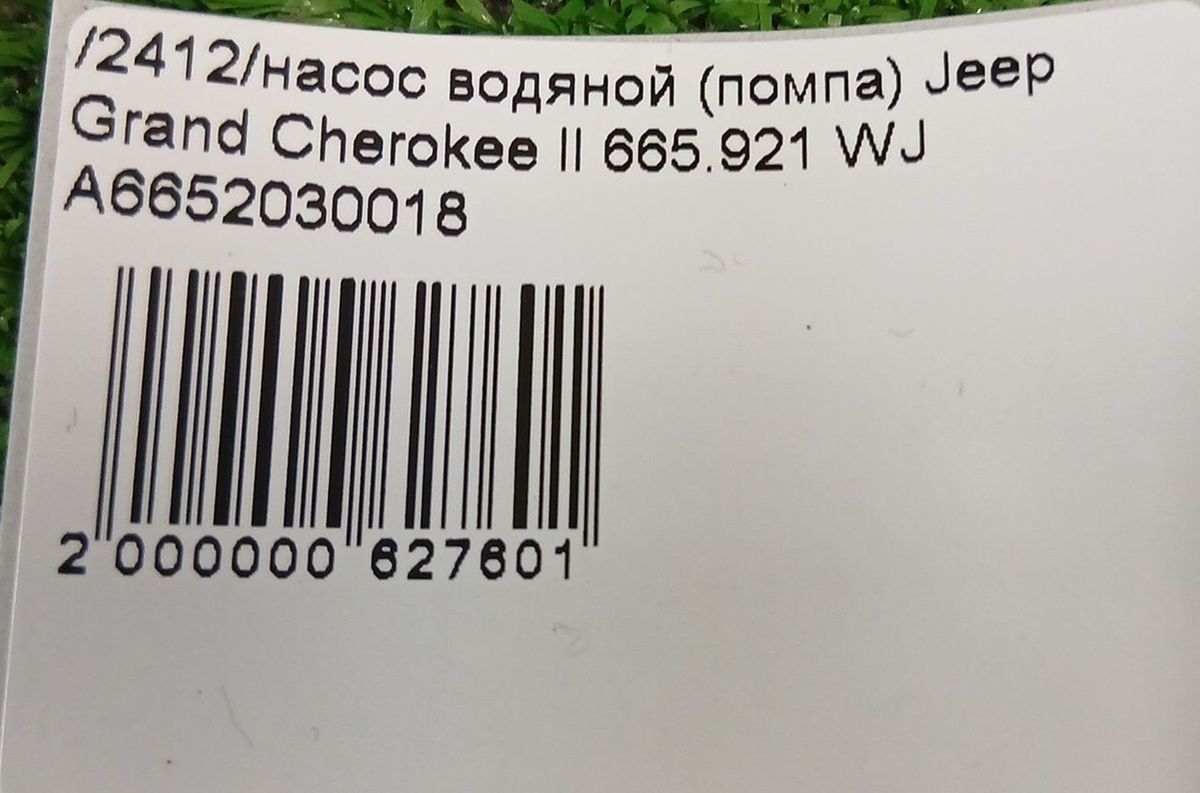 /2412/насос водяной (помпа) Jeep
Grand Cherokee II 665.921 WJ
A6652030018
2 000000 627601